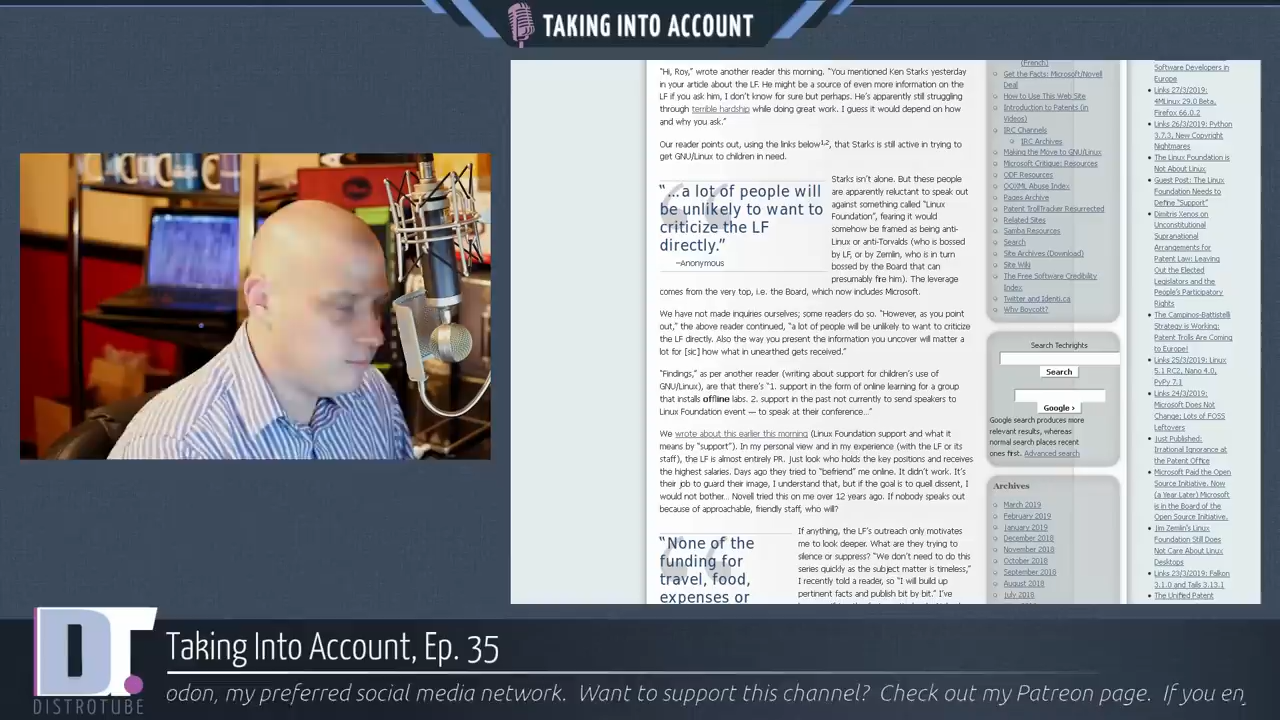 TAKING INTO ACCOUNT
"Hi, Roy," wrote another reader this morning. "You mentioned Ken Starks yesterday
in your article about the LF. He might be a source of even more information on the
LF if you ask him, I don't know for sure but perhaps. He's apparently still struggling
through terrible hardship while doing great work. I guess it would depend on how
and why you ask."
Our reader points out, using the links below1,2, that Starks is still active in trying to
get GNU/Linux to children in need.
"...a lot of people will
be unlikely to want to
criticize the LF
directly."
–Anonymous
Starks isn't alone. But these people
are apparently reluctant to speak out
against something called "Linux
Foundation", fearing it would
somehow be framed as being anti-
Linux or anti-Torvalds (who is bossed
by LF, or by Zemlin, who is in turn
bossed by the Board that can
presumably fire him). The leverage
comes from the very top, i.e. the Board, which now includes Microsoft.
We have not made inquiries ourselves; some readers do so. "However, as you point
out," the above reader continued, "a lot of people will be unlikely to want to criticize
the LF directly. Also the way you present the information you uncover will matter a
lot for [sic] how what in unearthed gets received."
"Findings," as per another reader (writing about support for children's use of
GNU/Linux), are that there's "1. support in the form of online learning for a group
that installs offline labs. 2. support in the past not currently to send speakers to
Linux Foundation event — to speak at their conference..."
We wrote about this earlier this morning (Linux Foundation support and what it
means by "support"). In my personal view and in my experience (with the LF or its
staff), the LF is almost entirely PR. Just look who holds the key positions and receives
the highest salaries. Days ago they tried to "befriend" me online. It didn't work. It's
their job to guard their image, I understand that, but if the goal is to quell dissent, I
would not bother... Novell tried this on me over 12 years ago. If nobody speaks out
because of approachable, friendly staff, who will?
"None of the
funding for
travel, food,
expenses or
If anything, the LF's outreach only motivates
me to look deeper. What are they trying to
silence or suppress? "We don't need to do this
series quickly as the subject matter is timeless,"
I recently told a reader, so "I will build up
pertinent facts and publish bit by bit." I've
(French)
Get the Facts: Microsoft/Novell
Deal
How to Use This Web Site
Introduction to Patents (in
Videos)
IRC Channels
IRC Archives
Making the Move to GNU/Linux
Microsoft Critique: Resources
ODF Resources
OOXML Abuse Index
Pages Archive
Patent TrollTracker Resurrected
Related Sites
Samba Resources
Search
Site Archives (Download)
Site Wiki
The Free Software Credibility
Index
Twitter and Identi.ca
Why Boycott?
Search Techrights
Search
Google ›
Google search produces more
relevant results, whereas
normal search places recent
ones first. Advanced search
Archives
March 2019
February 2019
January 2019
December 2018
November 2018
October 2018
September 2018
August 2018
July 2018
Software Developers in
Europe
Links 27/3/2019:
4MLinux 29.0 Beta,
Firefox 66.0.2
Links 26/3/2019: Python
3.7.3, New Copyright
Nightmares
The Linux Foundation is
Not About Linux
Guest Post: The Linux
Foundation Needs to
Define "Support"
Dimitris Xenos on
Unconstitutional
Supranational
Arrangements for
Patent Law: Leaving
Out the Elected
Legislators and the
People's Participatory
Rights
The Campinos-Battistelli
Strategy is Working:
Patent Trolls Are Coming
to Europe!
Links 25/3/2019: Linux
5.1 RC2, Nano 4.0,
PyPy 7.1
Links 24/3/2019:
Microsoft Does Not
Change; Lots of FOSS
Leftovers
Just Published:
Irrational Ignorance at
the Patent Office
Microsoft Paid the Open
Source Initiative. Now
(a Year Later) Microsoft
is in the Board of the
Open Source Initiative.
Jim Zemlin's Linux
Foundation Still Does
Not Care About Linux
Desktops
Links 23/3/2019: Falkon
3.1.0 and Tails 3.13.1
The Unified Patent
DT.
DISTROTUBE
Taking Into Account, Ep. 35
odon, my preferred social media network. Want to support this channel? Check out my Patreon page. If you en